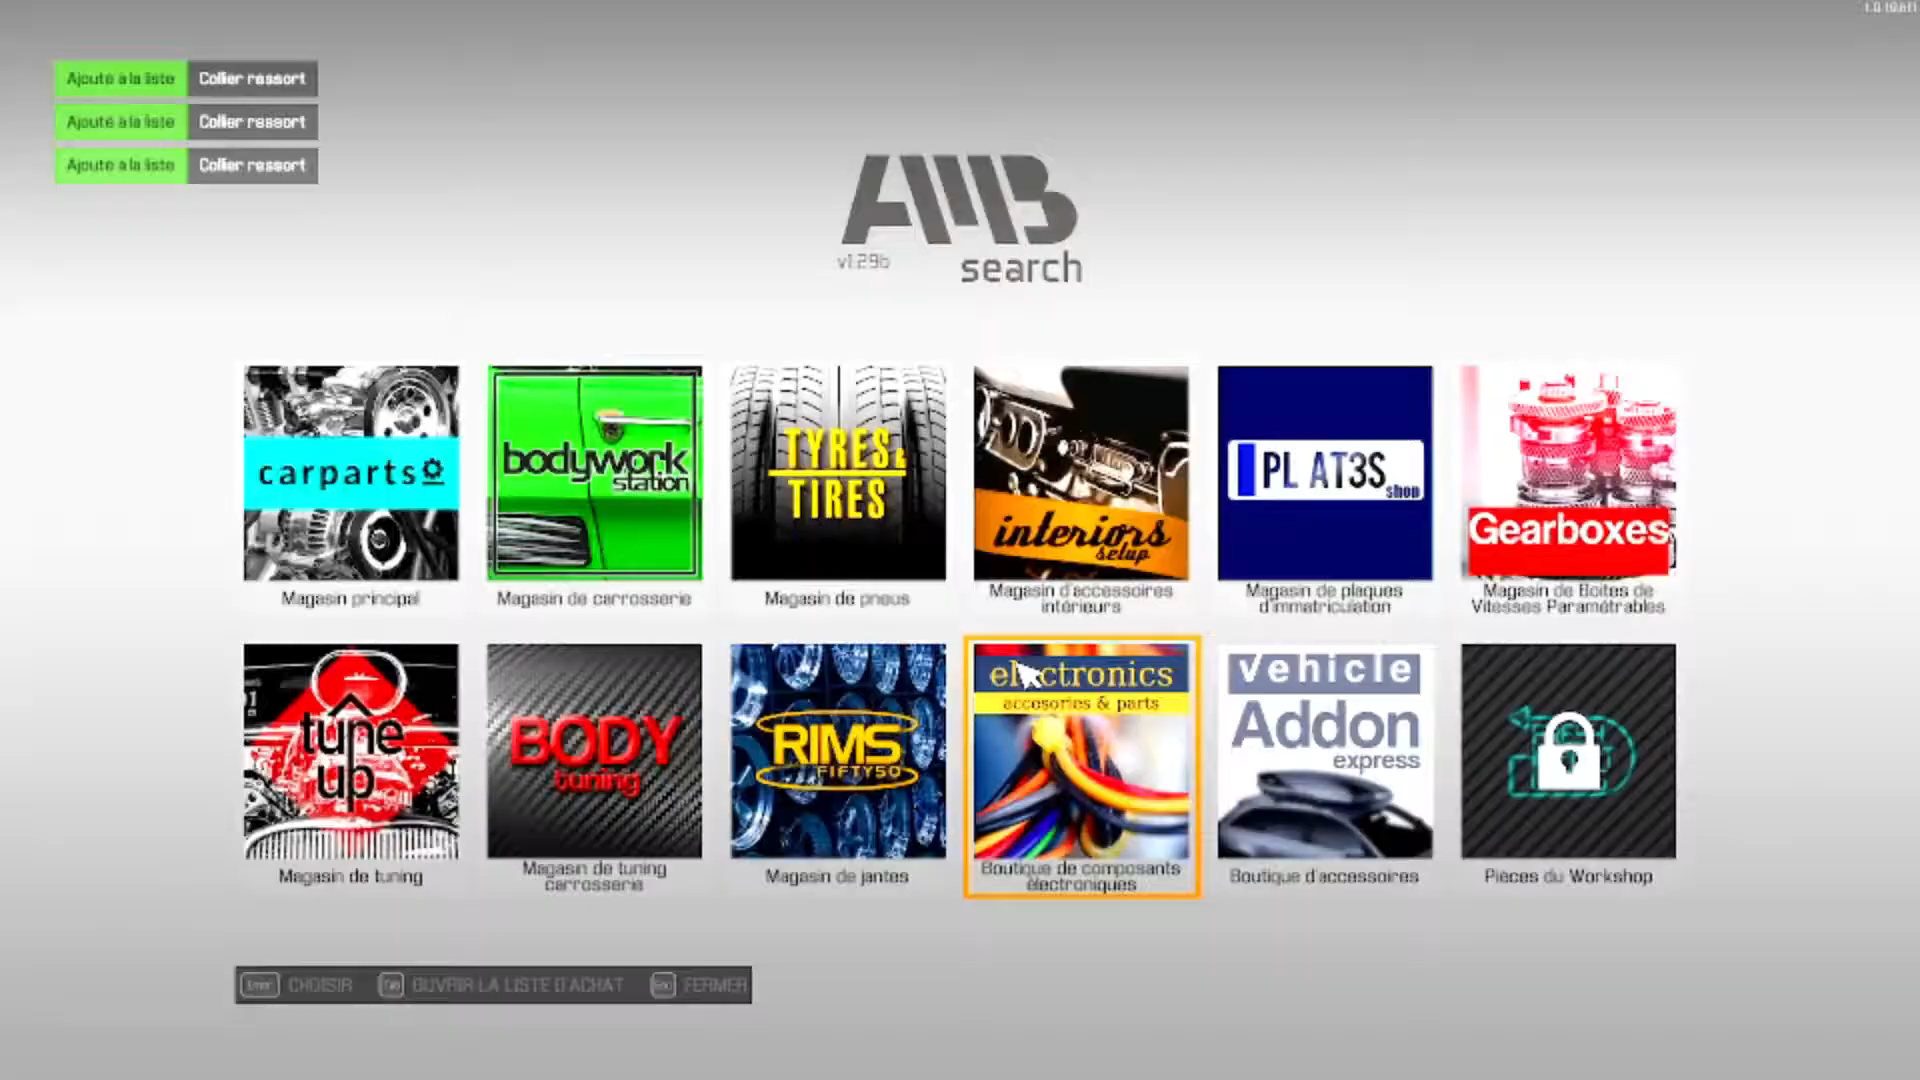 Ajouté à la liste Collier ressort
Ajouté à la liste Collier ressort
Ajouté à la liste Collier ressort
AMB
v1.29b
search
carparts
bodywork
station
TYRES &
TIRES
interiors
setup
PL AT3S
shop
Gearboxes
Magasin principal
Magasin de carrosserie
Magasin de pneus
Magasin d'accessoires
intérieurs
Magasin de plaques
d'immatriculation
Magasin de Boîtes de
Vitesses Paramétrables
tune
up
BODY
tuning
RIMS
FIFTY50
electronics
accesories & parts
vehicle
Addon
express
Magasin de tuning
Magasin de tuning
carrosserie
Magasin de jantes
Boutique de composants
électroniques
Boutique d'accessoires
Pièces du Workshop
Enter CHOISIR Tab OUVRIR LA LISTE D'ACHAT Esc FERMER